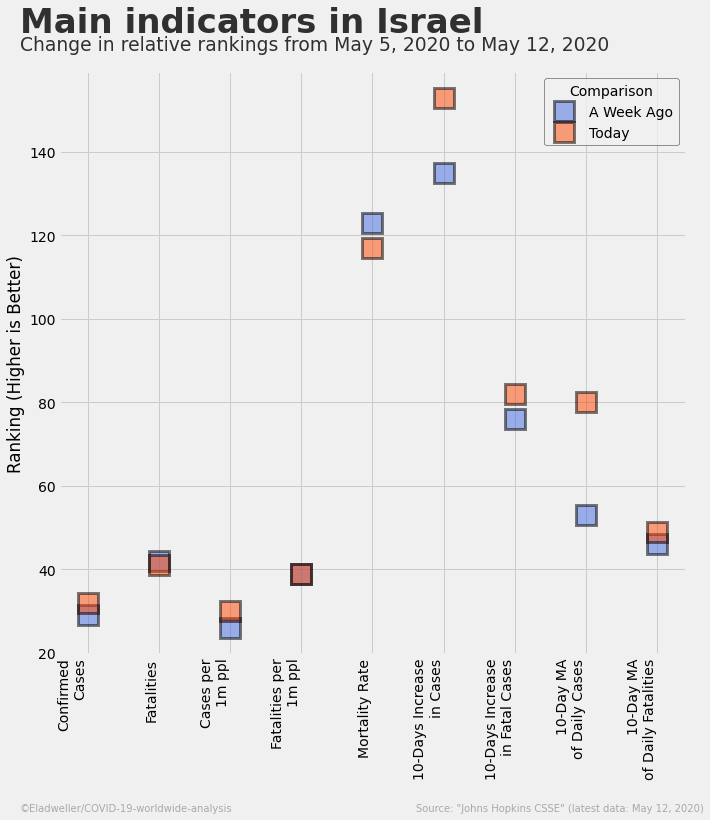 Main indicators in Israel
Change in relative rankings from May 5, 2020 to May 12, 2020
Comparison
A Week Ago
Today
Ranking (Higher is Better)
140
120
100
80
60
40
20
Confirmed
Cases
Fatalities
Cases per
1m ppl
Fatalities per
1m ppl
Mortality Rate
10-Days Increase
in Cases
10-Days Increase
in Fatal Cases
10-Day MA
of Daily Cases
10-Day MA
of Daily Fatalities
©Eladweller/COVID-19-worldwide-analysis
Source: "Johns Hopkins CSSE" (latest data: May 12, 2020)